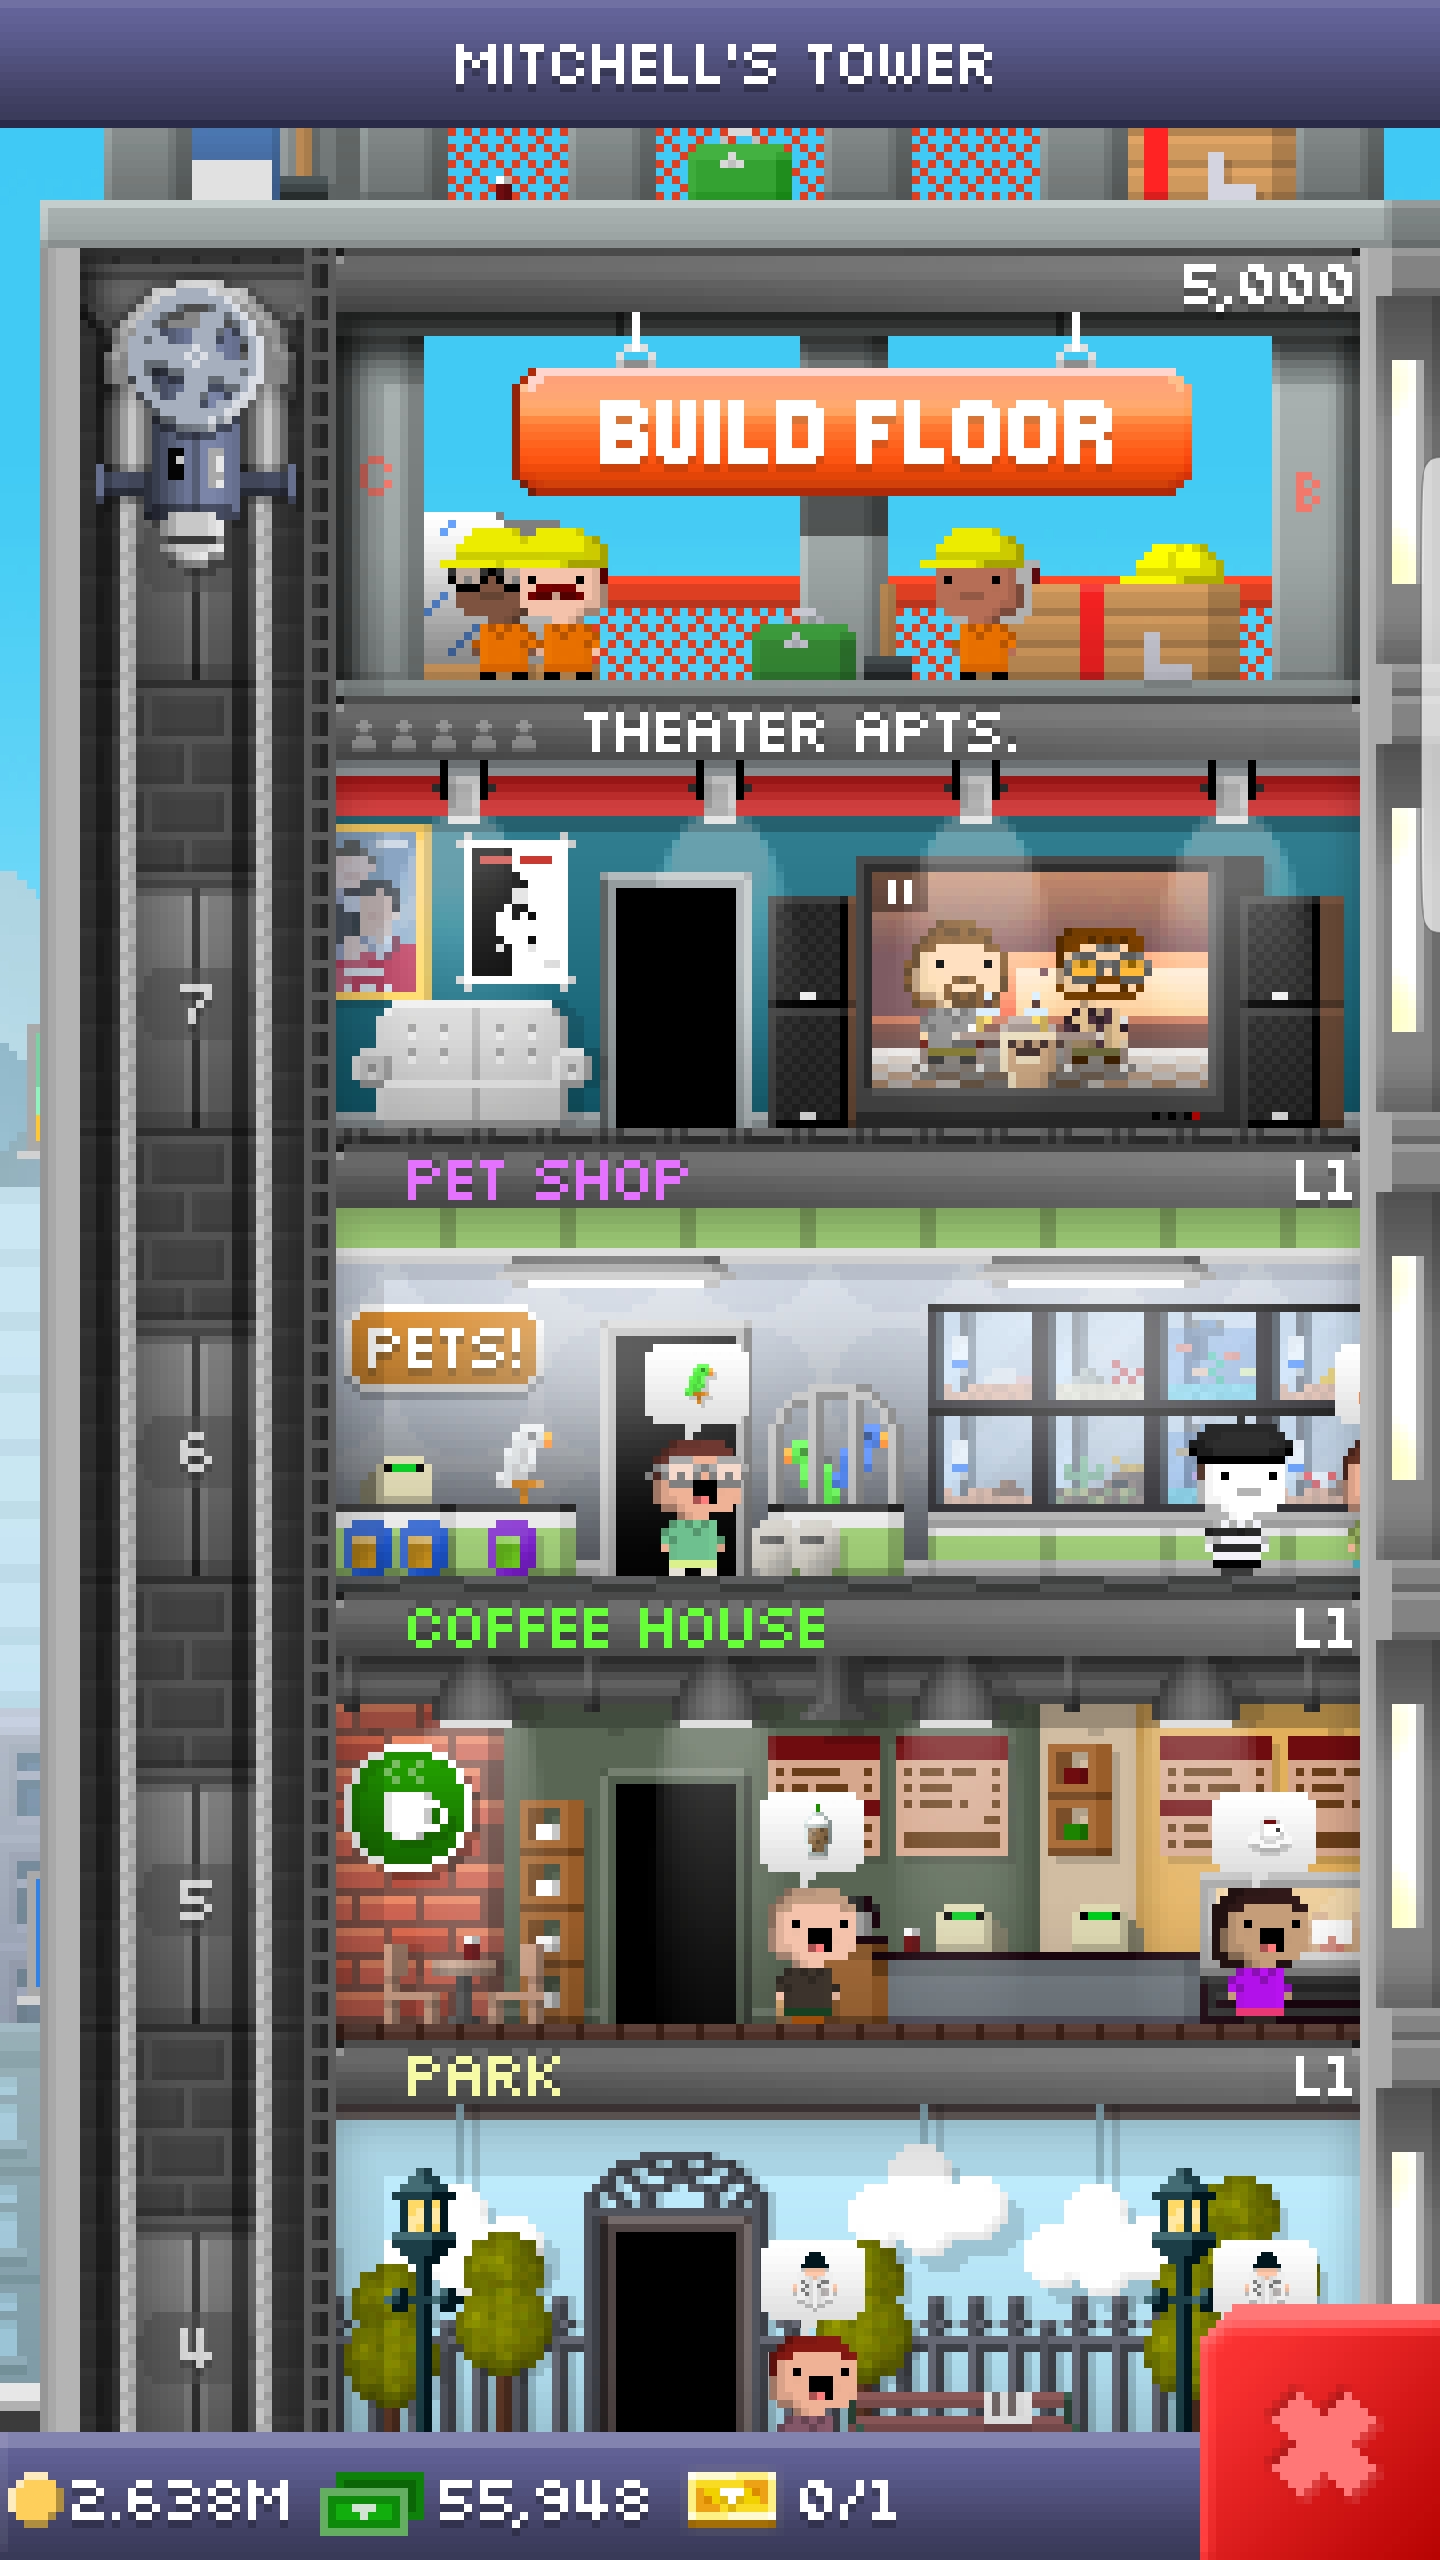 MITCHELL'S TOWER
5,000
BUILD FLOOR
C
B
THEATER APTS.
7
PET SHOP L1
PETS!
6
COFFEE HOUSE L1
5
PARK L1
4
2.638M 55,948 0/1